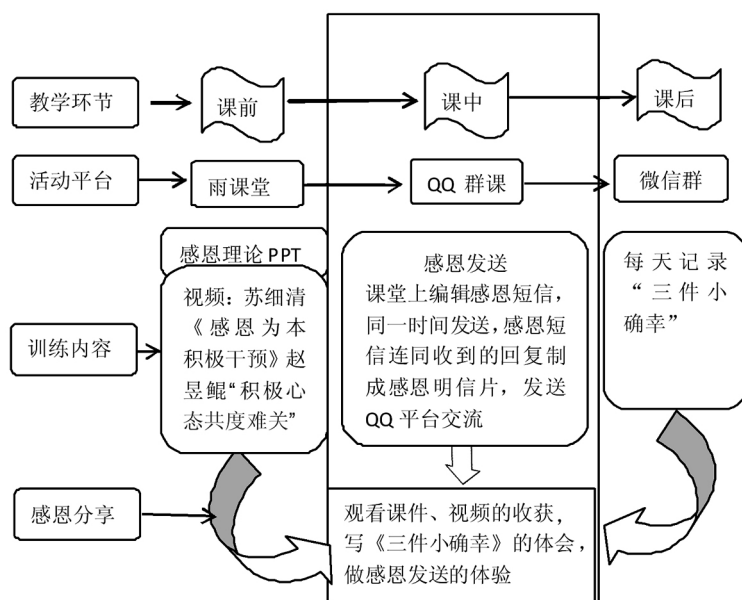 教学环节
课前
课中
课后
活动平台
雨课堂
QQ 群课
微信群
训练内容
感恩理论 PPT
视频：苏细清
《感恩为本
积极干预》赵
昱鲲“积极心
态共度难关”
感恩发送
课堂上编辑感恩短信，
同一时间发送，感恩短
信连同收到的回复制
成感恩明信片，发送
QQ 平台交流
每天记录
“三件小
确幸”
感恩分享
观看课件、视频的收获，
写《三件小确幸》的体会，
做感恩发送的体验